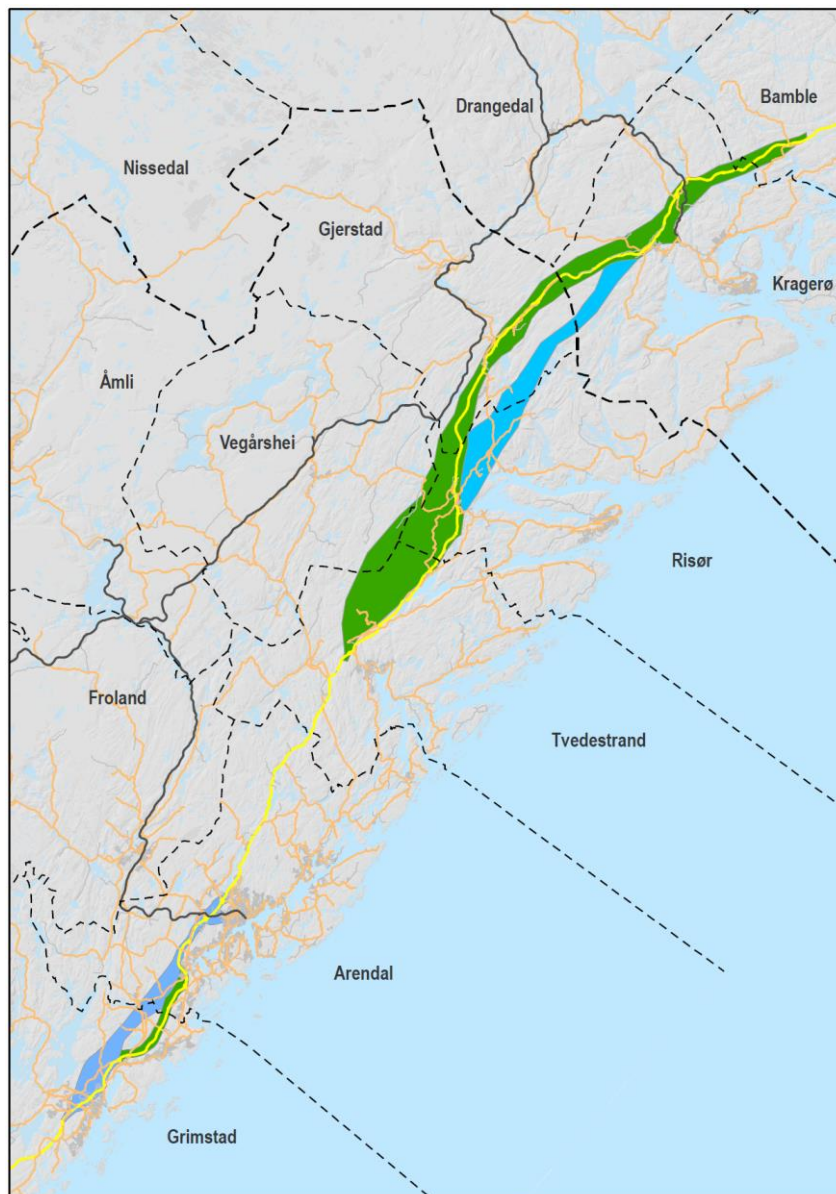 Bamble
Drangedal
Nissedal
Gjerstad
Kragerø
Åmli
Vegårshei
Risør
Froland
Tvedestrand
Arendal
Grimstad